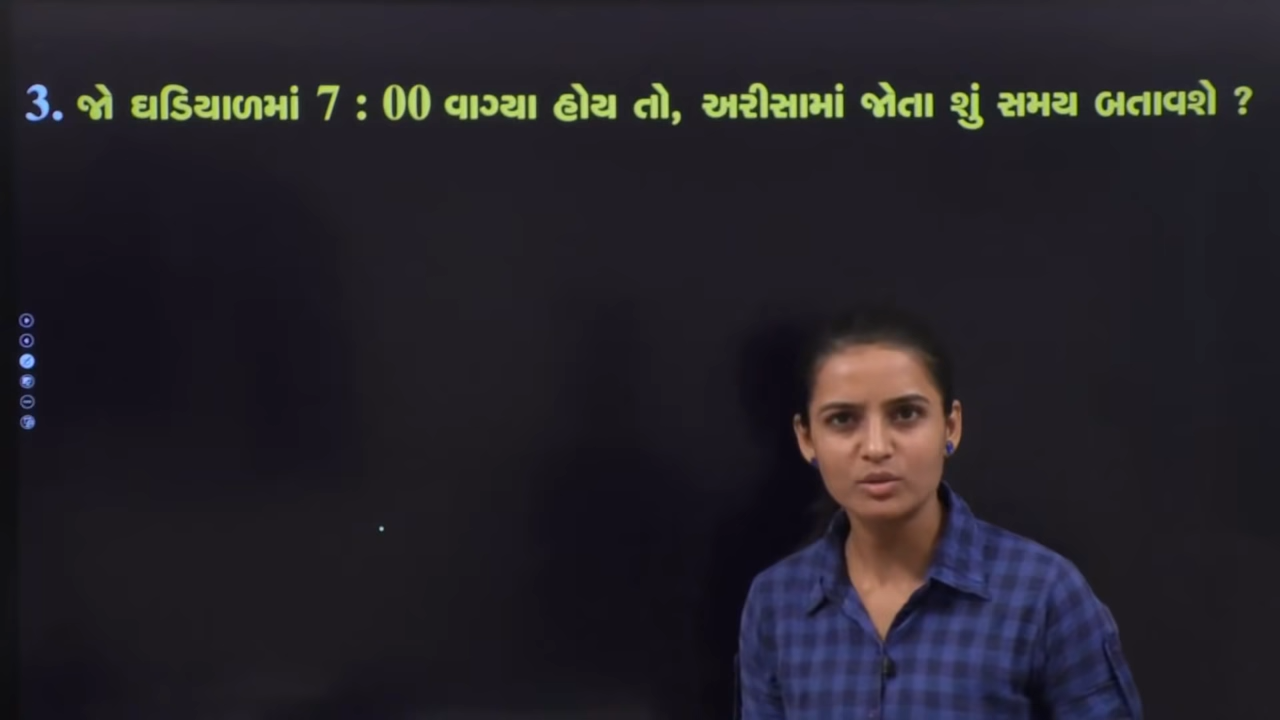 3. જો ઘડિયાળમાં 7 : 00 વાગ્યા હોય તો, અરીસામાં જોતા શું સમય બતાવશે ?